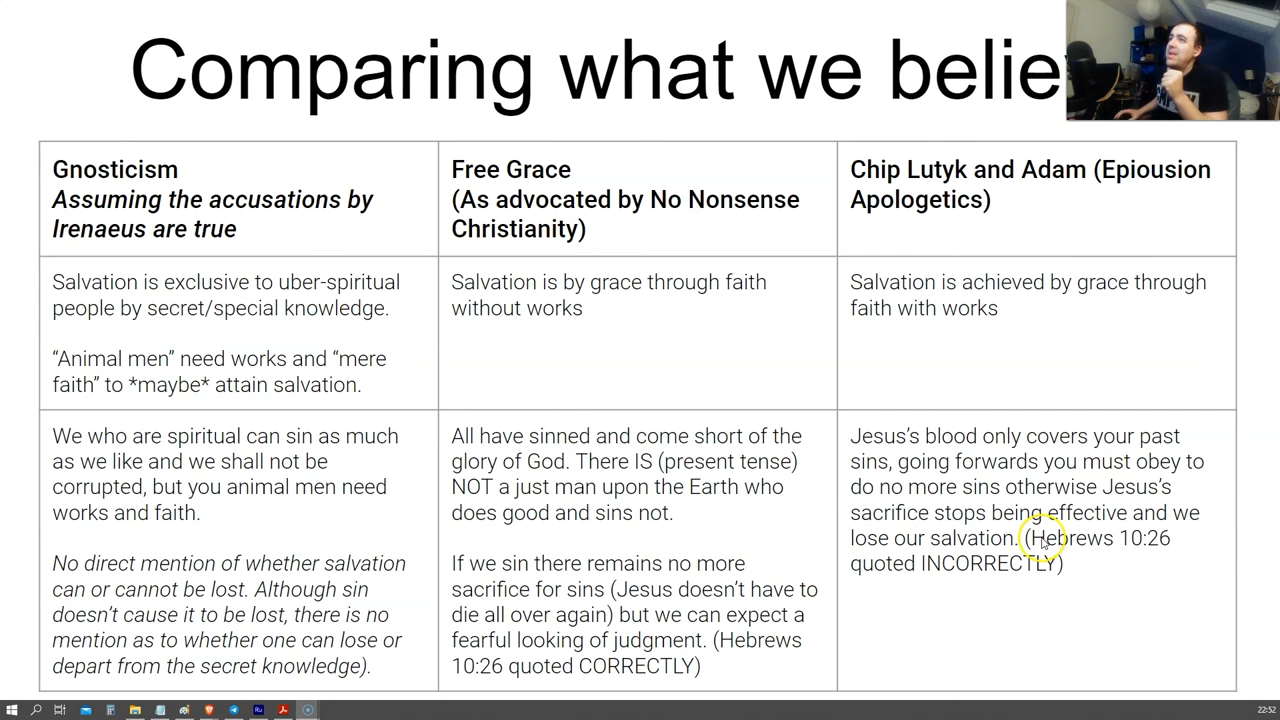 Comparing what we belie
Gnosticism
Assuming the accusations by
Irenaeus are true
Free Grace
(As advocated by No Nonsense
Christianity)
Chip Lutyk and Adam (Epiousion
Apologetics)
Salvation is exclusive to uber-spiritual
people by secret/special knowledge.
“Animal men” need works and “mere
faith” to *maybe* attain salvation.
Salvation is by grace through faith
without works
Salvation is achieved by grace through
faith with works
We who are spiritual can sin as much
as we like and we shall not be
corrupted, but you animal men need
works and faith.
No direct mention of whether salvation
can or cannot be lost. Although sin
doesn’t cause it to be lost, there is no
mention as to whether one can lose or
depart from the secret knowledge).
All have sinned and come short of the
glory of God. There IS (present tense)
NOT a just man upon the Earth who
does good and sins not.
If we sin there remains no more
sacrifice for sins (Jesus doesn’t have to
die all over again) but we can expect a
fearful looking of judgment. (Hebrews
10:26 quoted CORRECTLY)
Jesus’s blood only covers your past
sins, going forwards you must obey to
do no more sins otherwise Jesus’s
sacrifice stops being effective and we
lose our salvation. (Hebrews 10:26
quoted INCORRECTLY)
22:52